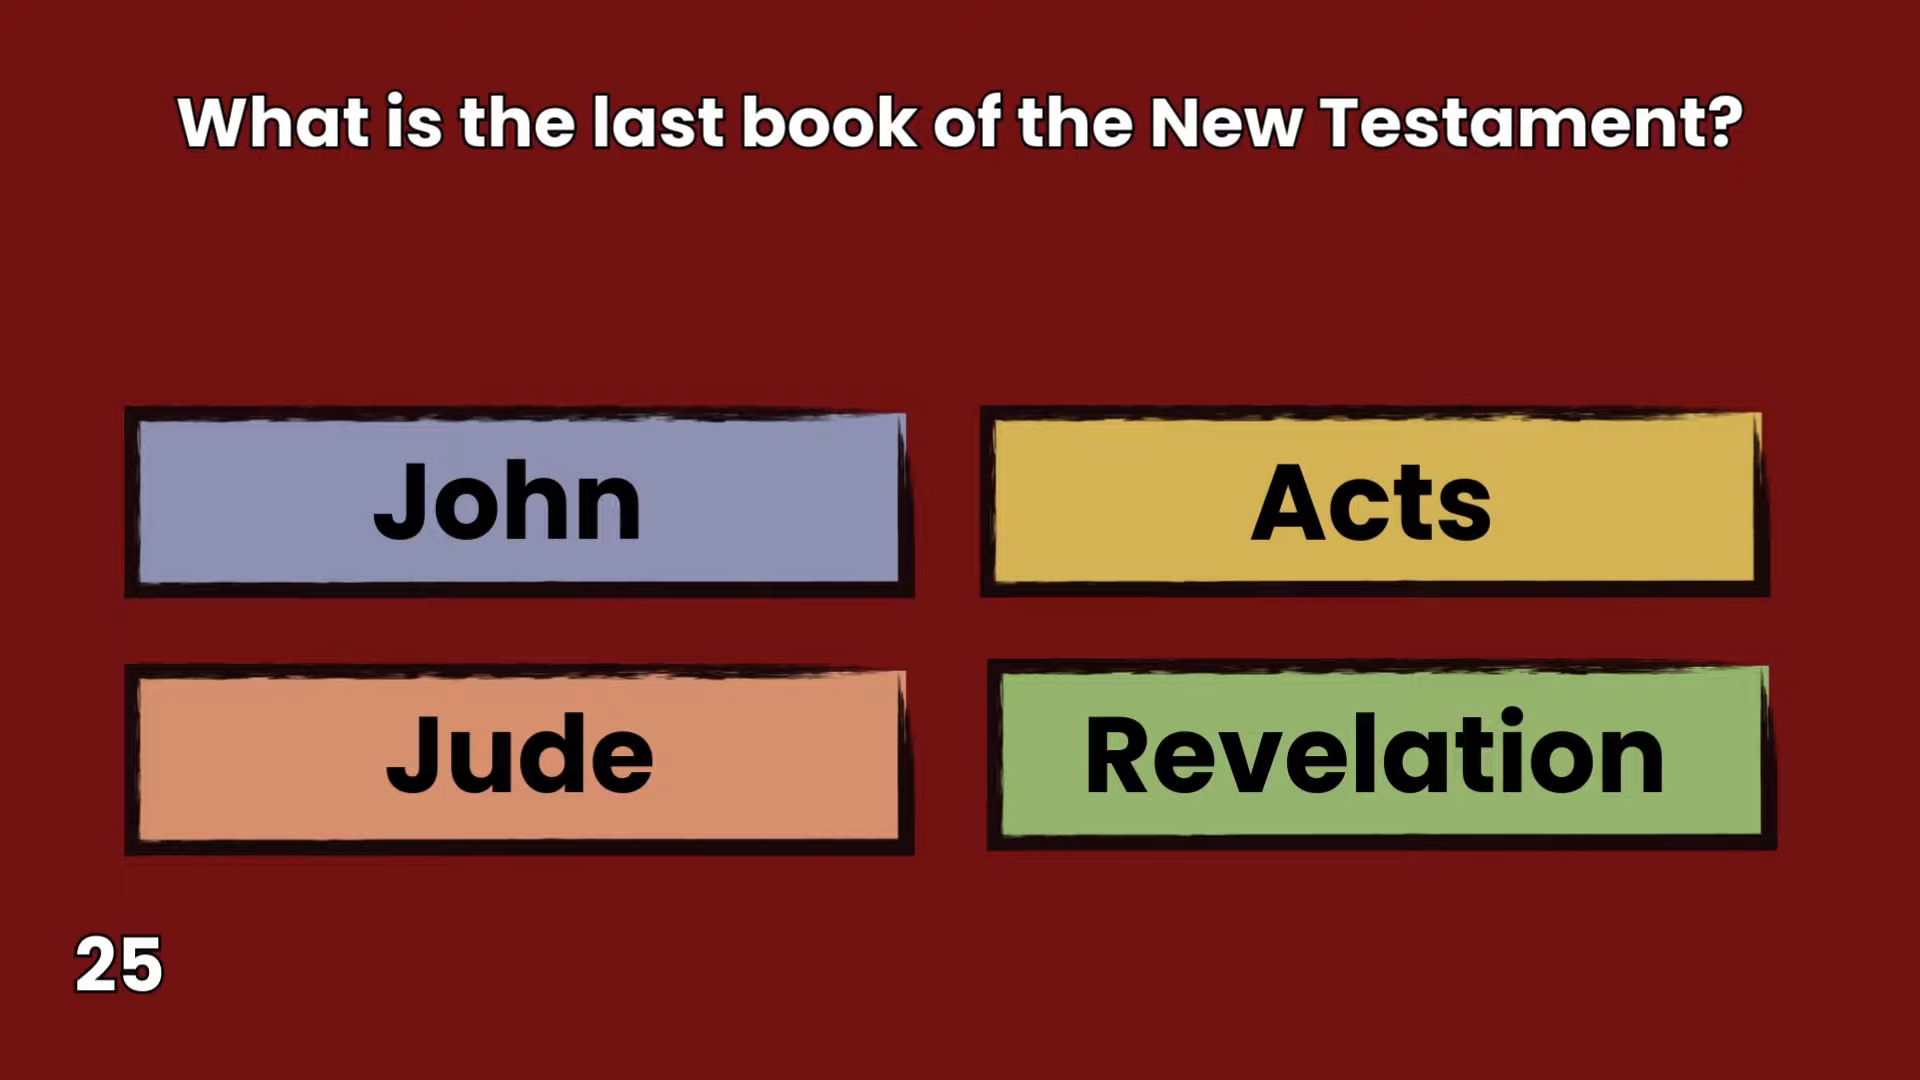 What is the last book of the New Testament?
John
Acts
Jude
Revelation
25